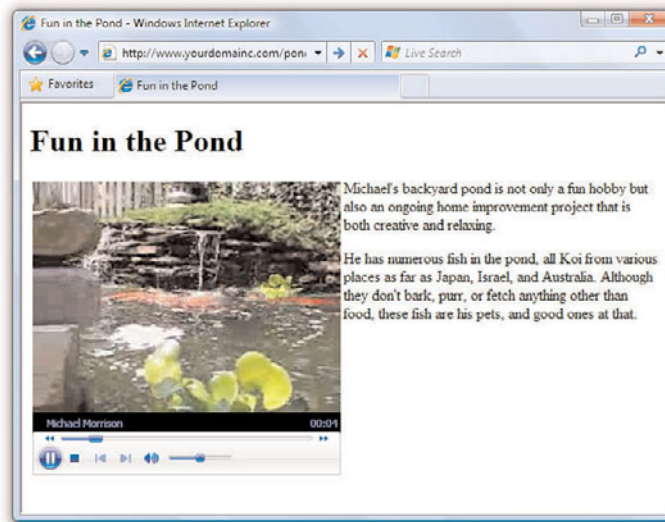 Fun in the Pond - Windows Internet Explorer
http://www.yourdomainc.com/pon
Live Search
Favorites
Fun in the Pond
Fun in the Pond
Michael's backyard pond is not only a fun hobby but
also an ongoing home improvement project that is
both creative and relaxing.
He has numerous fish in the pond, all Koi from various
places as far as Japan, Israel, and Australia. Although
they don't bark, purr, or fetch anything other than
food, these fish are his pets, and good ones at that.
Michael Morrison 00:04